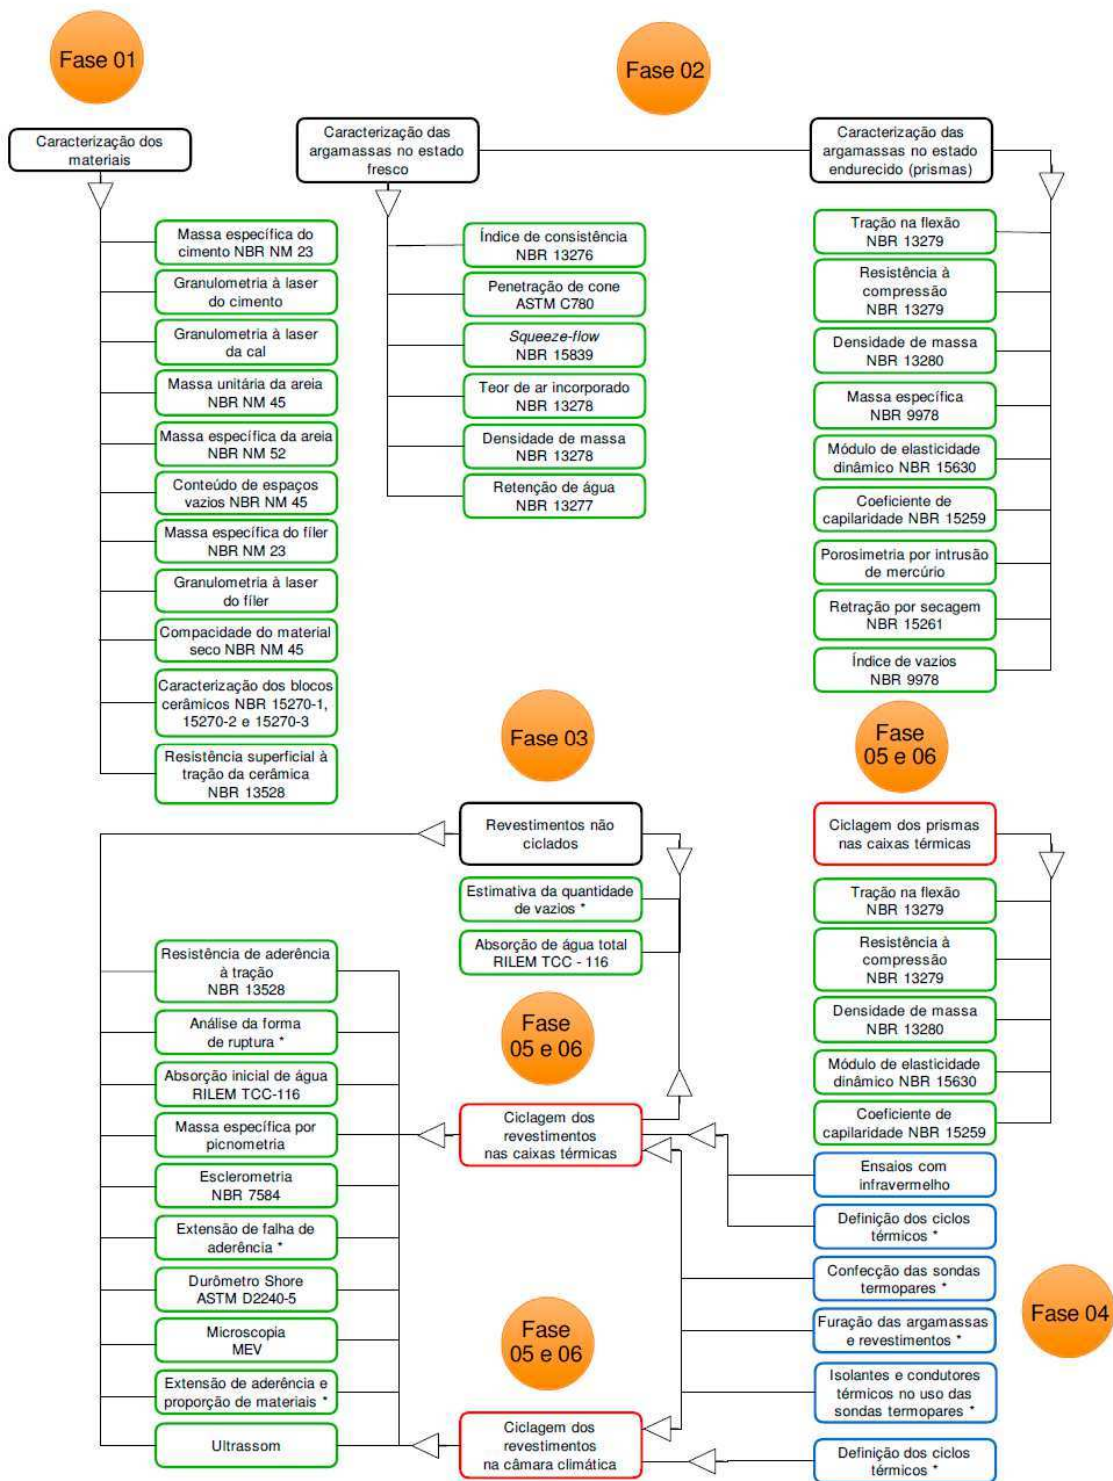 Fase 01
Fase 02
Caracterização dos
materiais
Caracterização das
argamassas no estado
fresco
Caracterização das
argamassas no estado
endurecido (prismas)
Massa específica do
cimento NBR NM 23
Granulometria à laser
do cimento
Granulometria à laser
da cal
Massa unitária da areia
NBR NM 45
Massa específica da areia
NBR NM 52
Conteúdo de espaços
vazios NBR NM 45
Massa específica do fíler
NBR NM 23
Granulometria à laser
do fíler
Compacidade do material
seco NBR NM 45
Caracterização dos blocos
cerâmicos NBR 15270-1,
15270-2 e 15270-3
Resistência superficial à
tração da cerâmica
NBR 13528
Índice de consistência
NBR 13276
Penetração de cone
ASTM C780
Squeeze-flow
NBR 15839
Teor de ar incorporado
NBR 13278
Densidade de massa
NBR 13278
Retenção de água
NBR 13277
Tração na flexão
NBR 13279
Resistência à
compressão
NBR 13279
Densidade de massa
NBR 13280
Massa específica
NBR 9978
Módulo de elasticidade
dinâmico NBR 15630
Coeficiente de
capilaridade NBR 15259
Porosimetria por intrusão
de mercúrio
Retração por secagem
NBR 15261
Índice de vazios
NBR 9978
Fase 03
Revestimentos não
ciclados
Estimativa da quantidade
de vazios *
Absorção de água total
RILEM TCC - 116
Resistência de aderência
à tração
NBR 13528
Análise da forma
de ruptura *
Absorção inicial de água
RILEM TCC-116
Massa específica por
picnometria
Esclerometria
NBR 7584
Extensão de falha de
aderência *
Durômetro Shore
ASTM D2240-5
Microscopia
MEV
Extensão de aderência e
proporção de materiais *
Ultrassom
Fase
05 e 06
Ciclagem dos
revestimentos
nas caixas térmicas
Fase
05 e 06
Ciclagem dos
revestimentos
na câmara climática
Fase
05 e 06
Ciclagem dos prismas
nas caixas térmicas
Tração na flexão
NBR 13279
Resistência à
compressão
NBR 13279
Densidade de massa
NBR 13280
Módulo de elasticidade
dinâmico NBR 15630
Coeficiente de
capilaridade NBR 15259
Ensaios com
infravermelho
Definição dos ciclos
térmicos *
Confecção das sondas
termopares *
Furação das argamassas
e revestimentos *
Isolantes e condutores
térmicos no uso das
sondas termopares *
Definição dos ciclos
térmicos *
Fase 04